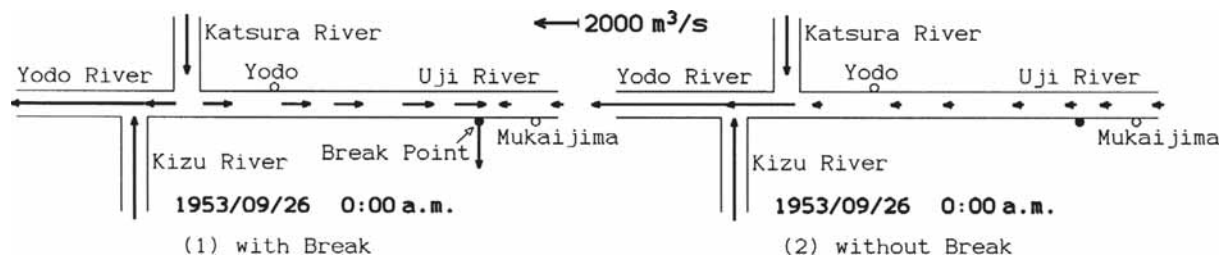 2000 m³/s
Katsura River
Yodo River
Yodo
Uji River
Break Point
Mukaijima
Kizu River
1953/09/26 0:00 a.m.
(1) with Break
Katsura River
Yodo River
Yodo
Uji River
Mukaijima
Kizu River
1953/09/26 0:00 a.m.
(2) without Break